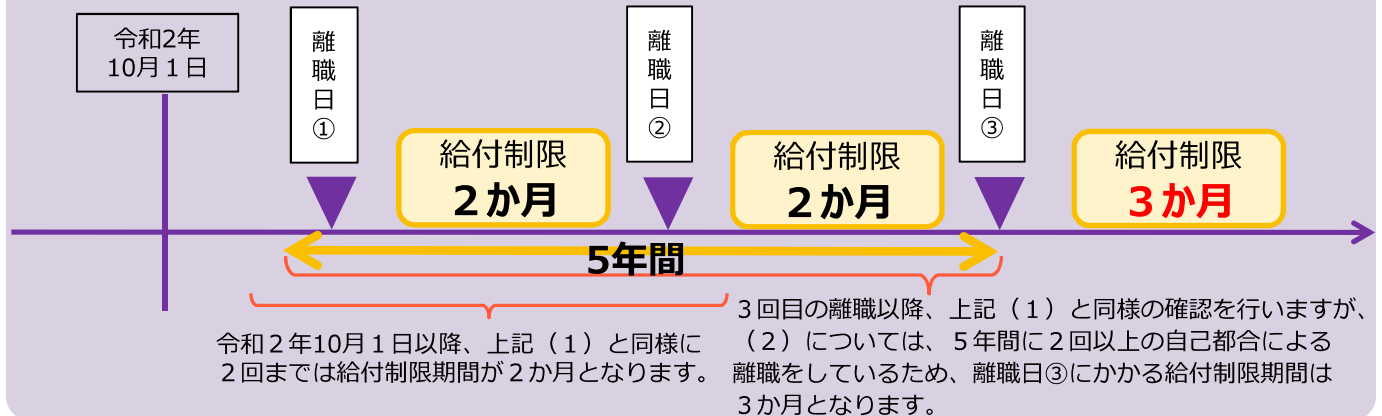 令和2年
10月１日
離職日①
給付制限
２か月
離職日②
給付制限
２か月
離職日③
給付制限
３か月
5年間
令和２年10月１日以降、上記（１）と同様に
２回までは給付制限期間が２か月となります。
３回目の離職以降、上記（１）と同様の確認を行いますが、
（２）については、５年間に２回以上の自己都合による
離職をしているため、離職日③にかかる給付制限期間は
３か月となります。